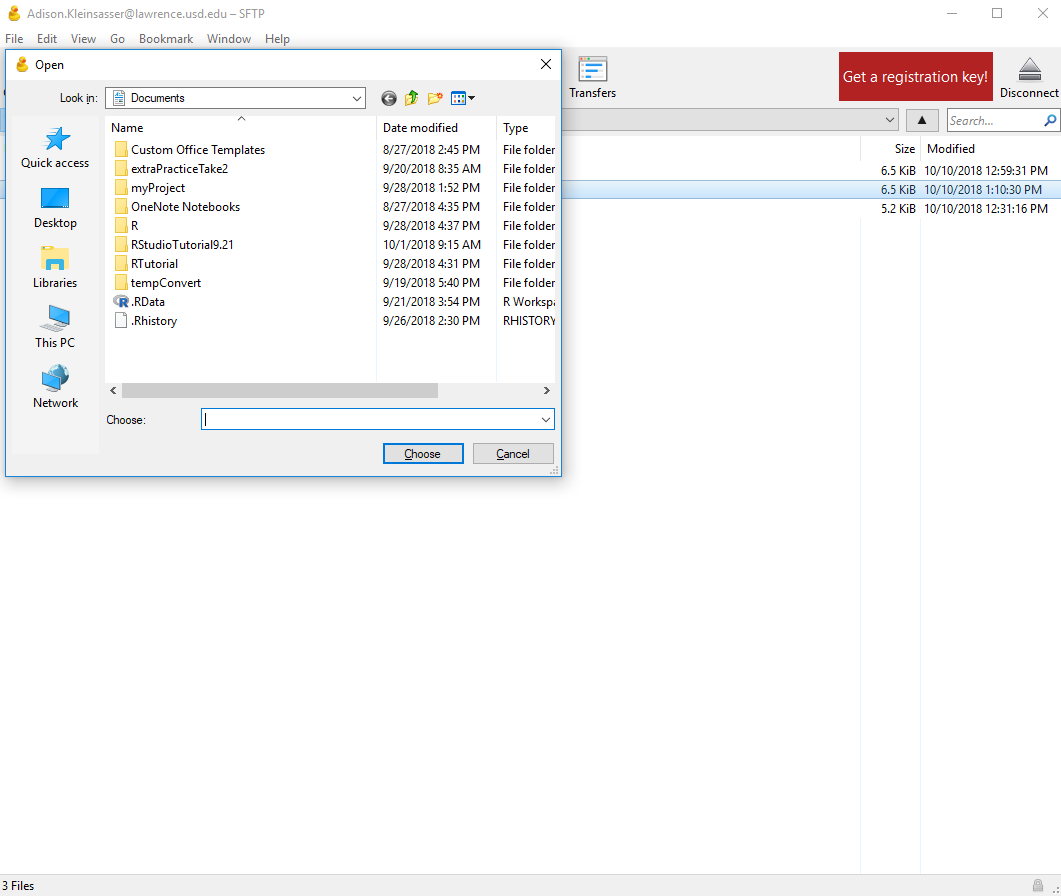 Adison.Kleinsasser@lawrence.usd.edu – SFTP
File Edit View Go Bookmark Window Help
Open
Look in: Documents
Quick access
Desktop
Libraries
This PC
Network
Name Date modified Type
Custom Office Templates 8/27/2018 2:45 PM File folder
extraPracticeTake2 9/20/2018 8:35 AM File folder
myProject 9/28/2018 1:52 PM File folder
OneNote Notebooks 8/27/2018 4:35 PM File folder
R 9/28/2018 4:37 PM File folder
RStudioTutorial9.21 10/1/2018 9:15 AM File folder
RTutorial 9/28/2018 4:31 PM File folder
tempConvert 9/19/2018 5:40 PM File folder
.RData 9/21/2018 3:54 PM R Workspa
.Rhistory 9/26/2018 2:30 PM RHISTORY
Choose:
Choose Cancel
Transfers
Get a registration key!
Disconnect
Search...
Size Modified
6.5 KiB 10/10/2018 12:59:31 PM
6.5 KiB 10/10/2018 1:10:30 PM
5.2 KiB 10/10/2018 12:31:16 PM
3 Files